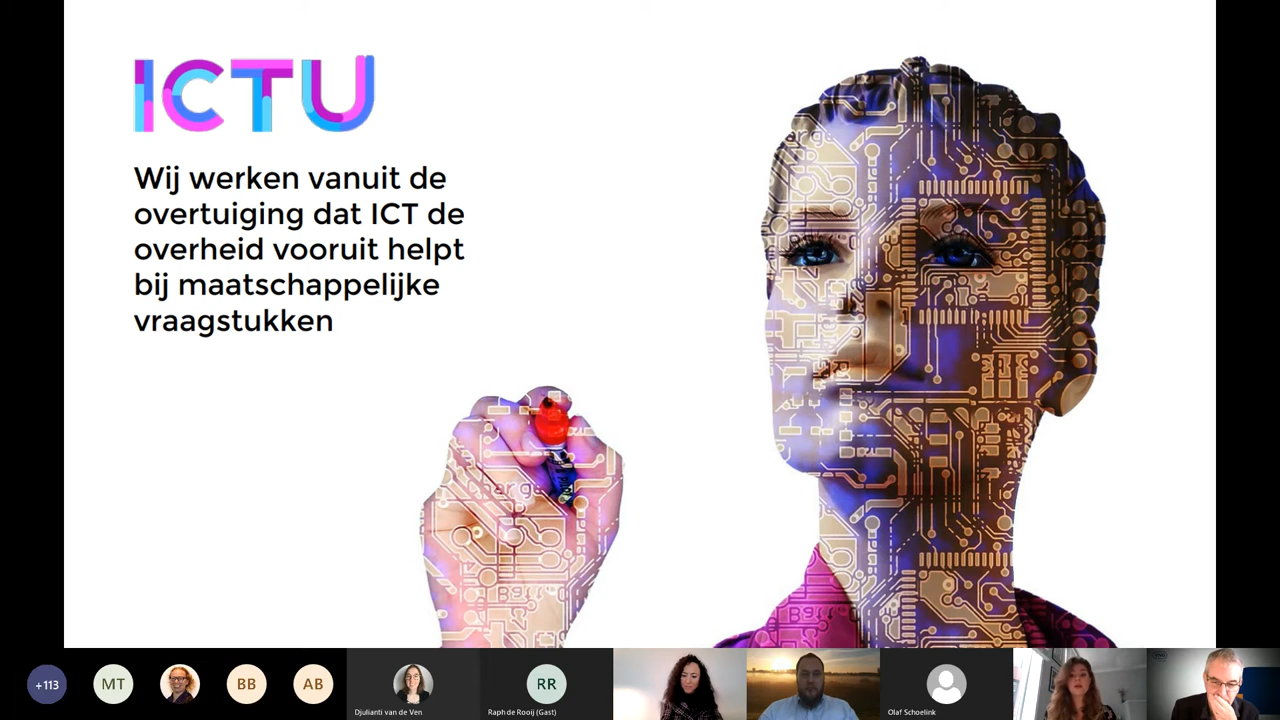 ICTU
Wij werken vanuit de
overtuiging dat ICT de
overheid vooruit helpt
bij maatschappelijke
vraagstukken
+113
MT
BB
AB
Djulianti van de Ven
RR
Raph de Rooij (Gast)
Olaf Schoelink